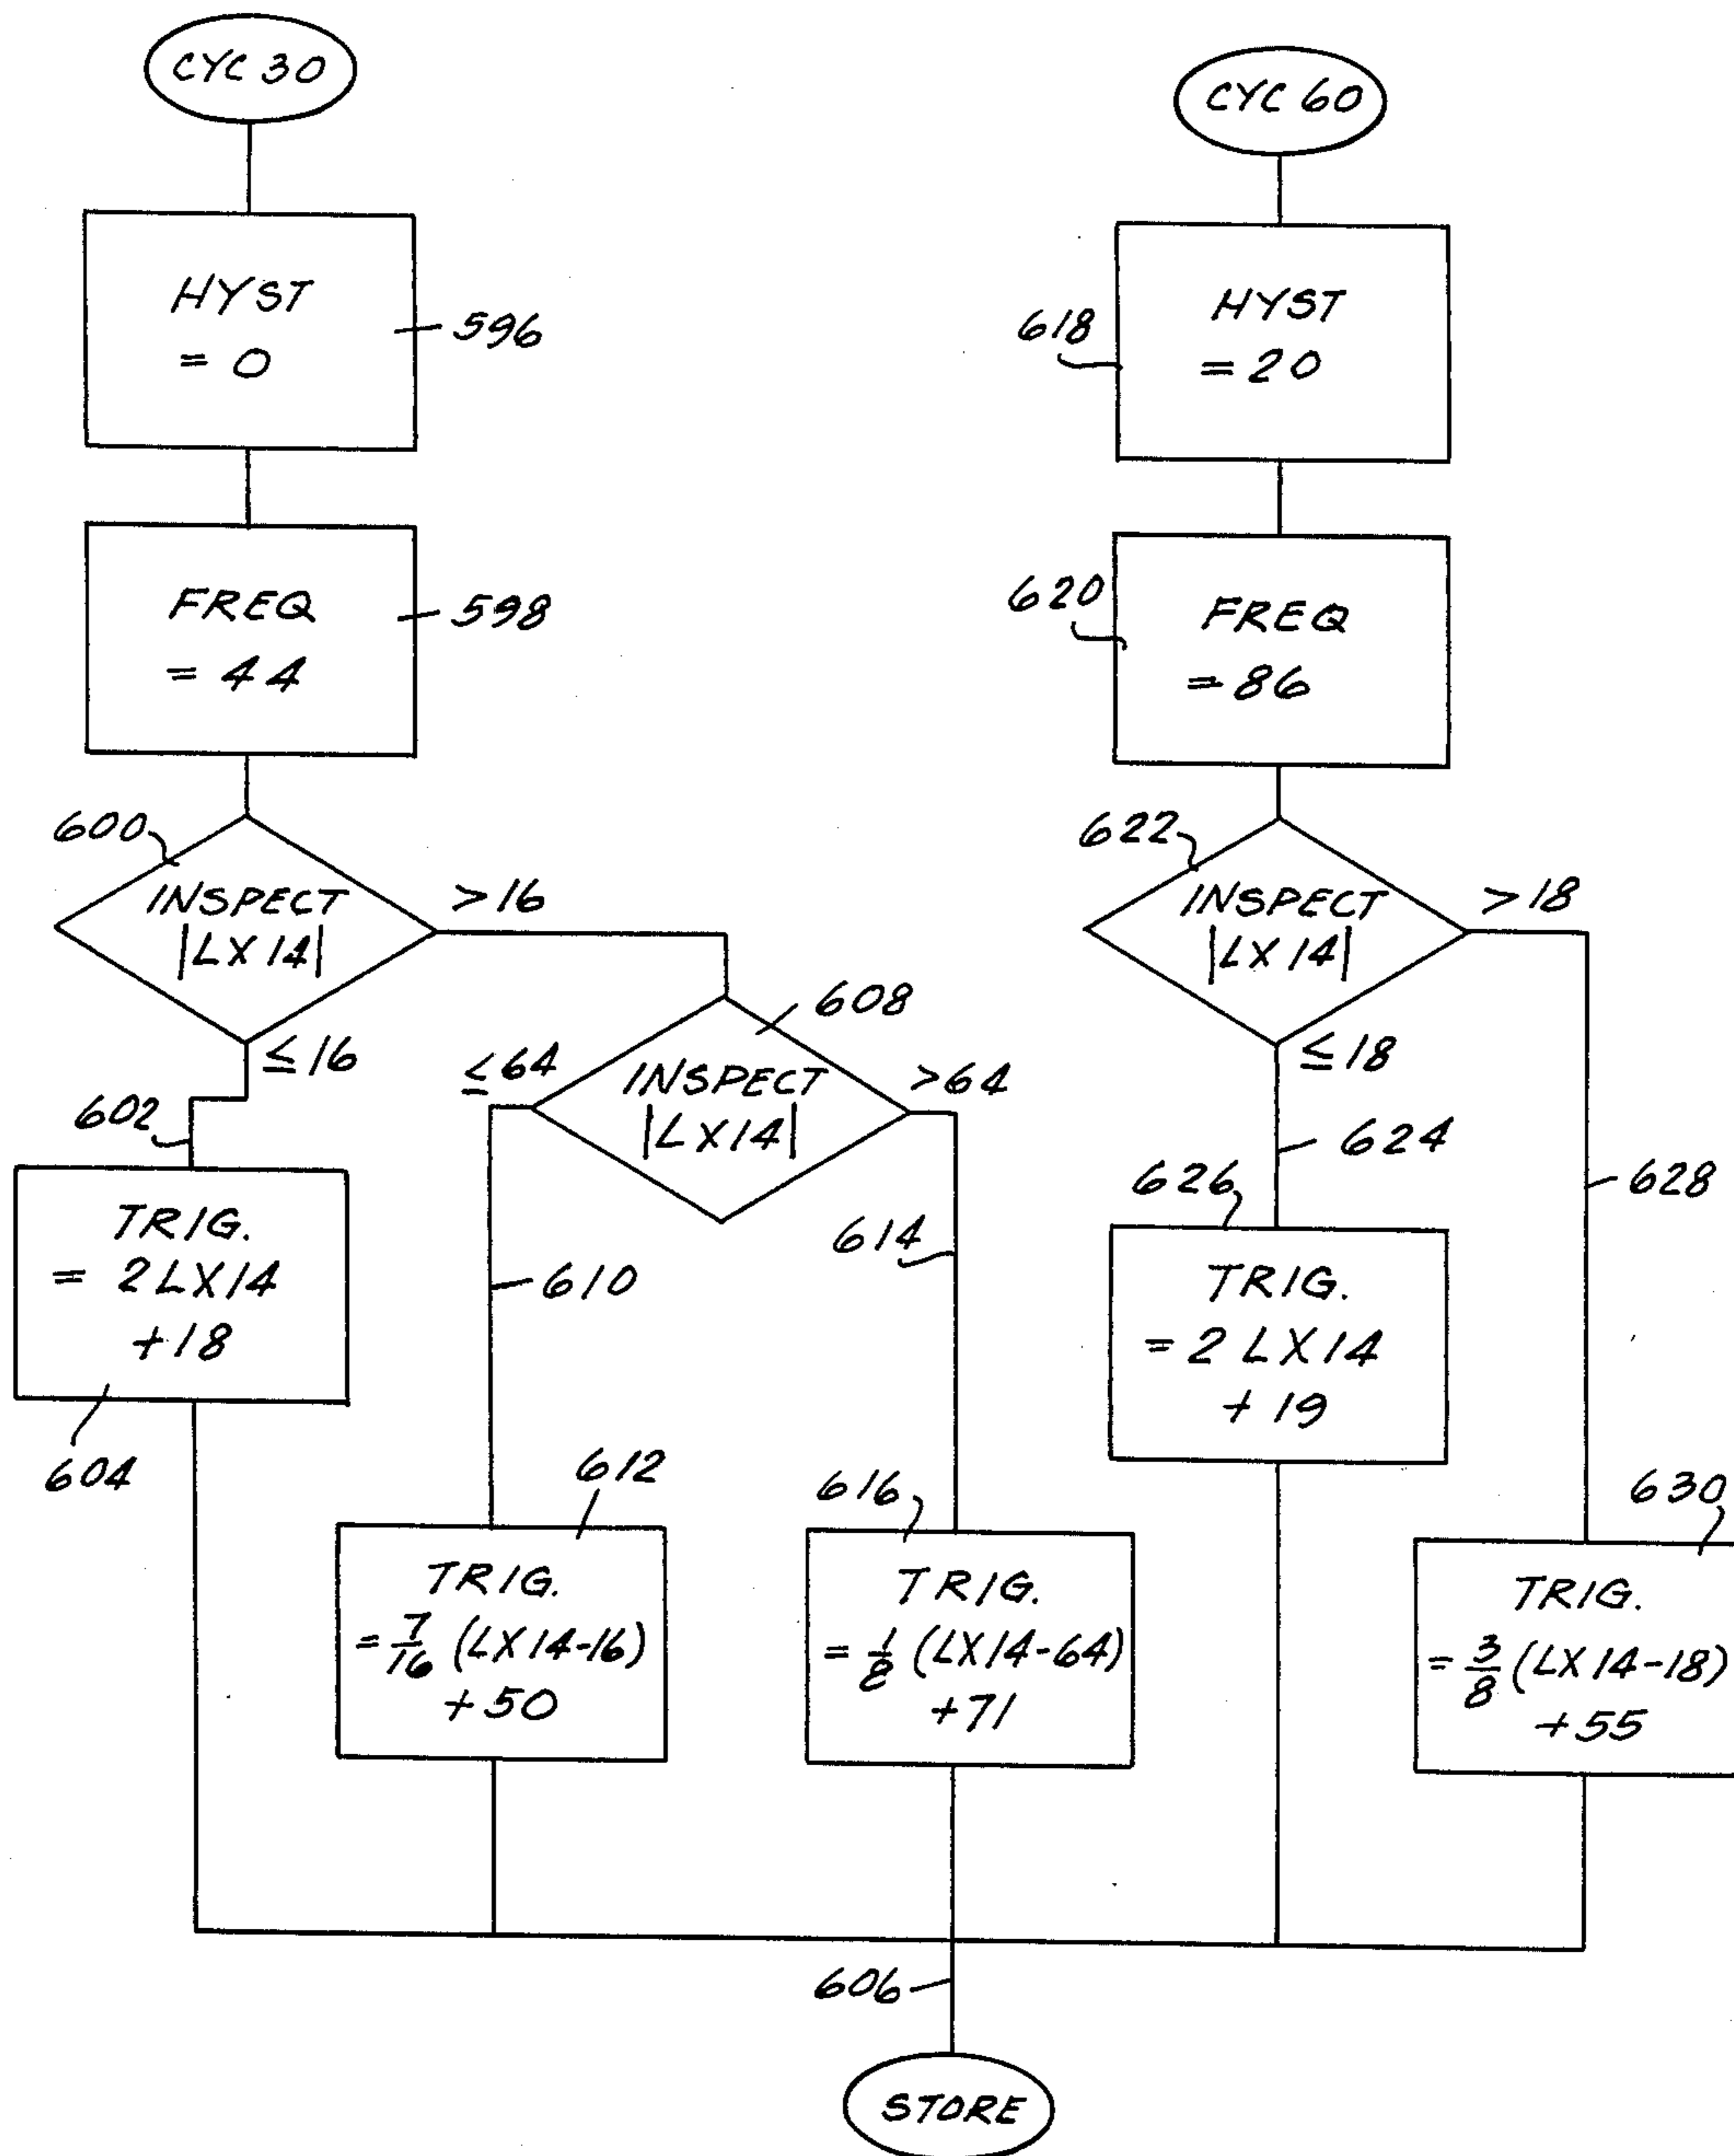 CYC 30
HYST
= 0
596
FREQ
= 44
598
600
INSPECT
|LX14|
>16
≤16
602
TRIG.
= 2LX14
+18
604
608
INSPECT
|LX14|
≤64
>64
610
614
612
TRIG.
= 7/16 (LX14-16)
+50
616
TRIG.
= 1/8 (LX14-64)
+71
CYC 60
618
HYST
= 20
620
FREQ
= 86
622
INSPECT
|LX14|
>18
≤18
624
626
TRIG.
= 2 LX14
+ 19
628
630
TRIG.
= 3/8 (LX14-18)
+55
606
STORE